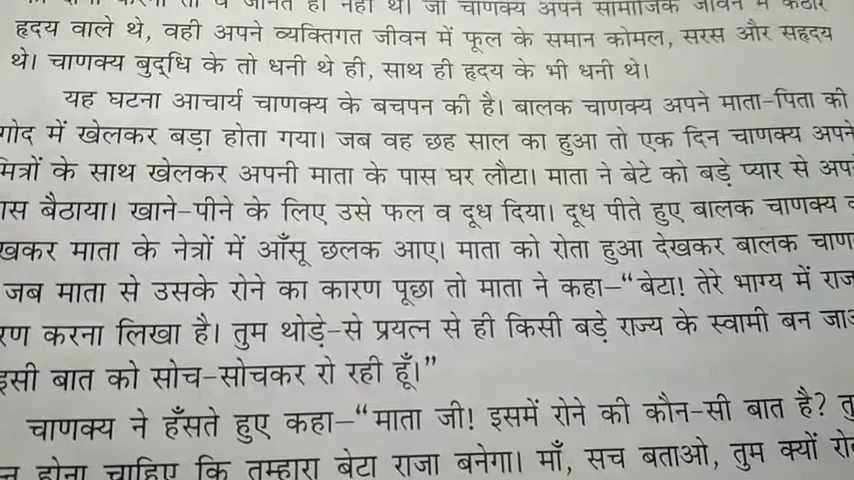 जीवन में कठोर
हृदय वाले थे, वही अपने व्यक्तिगत जीवन में फूल के समान कोमल, सरस और सहृदय
थे। चाणक्य बुद्धि के तो धनी थे ही, साथ ही हृदय के भी धनी थे।
यह घटना आचार्य चाणक्य के बचपन की है। बालक चाणक्य अपने माता-पिता की
गोद में खेलकर बड़ा होता गया। जब वह छह साल का हुआ तो एक दिन चाणक्य अपने
मित्रों के साथ खेलकर अपनी माता के पास घर लौटा। माता ने बेटे को बड़े प्यार से
बैठाया। खाने-पीने के लिए उसे फल व दूध दिया। दूध पीते हुए बालक चाणक्य
माता के नेत्रों में आँसू छलक आए। माता को रोता हुआ देखकर बालक
जब माता से उसके रोने का कारण पूछा तो माता ने कहा–“बेटा! तेरे भाग्य में
करना लिखा है। तुम थोड़े-से प्रयत्न से ही किसी बड़े राज्य के स्वामी बन
इसी बात को सोच-सोचकर रो रही हूँ।”
चाणक्य ने हँसते हुए कहा–“माता जी! इसमें रोने की कौन-सी बात है?
होना चाहिए कि तुम्हारा बेटा राजा बनेगा। माँ, सच बताओ, तुम क्यों